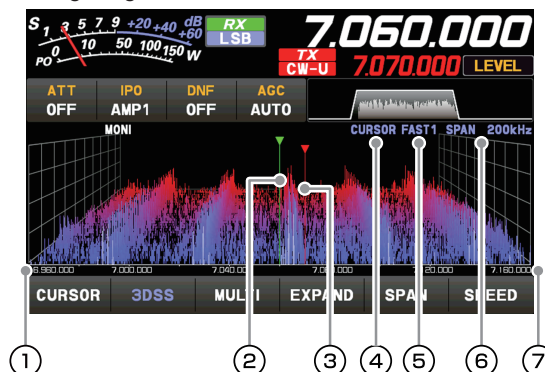 S 1 3 5 7 9 +20 +40 +60 dB
PO 0 10 50 100 150 W
RX
LSB
7.060.000
TX
CW-U
7.070.000
LEVEL
ATT IPO DNF AGC
OFF AMP1 OFF AUTO
MONI
CURSOR FAST1 SPAN 200kHz
6.960.000 7.000.000 7.040.000 7.160.000
CURSOR 3DSS MULTI EXPAND SPAN SPEED
① ② ③ ④ ⑤ ⑥ ⑦